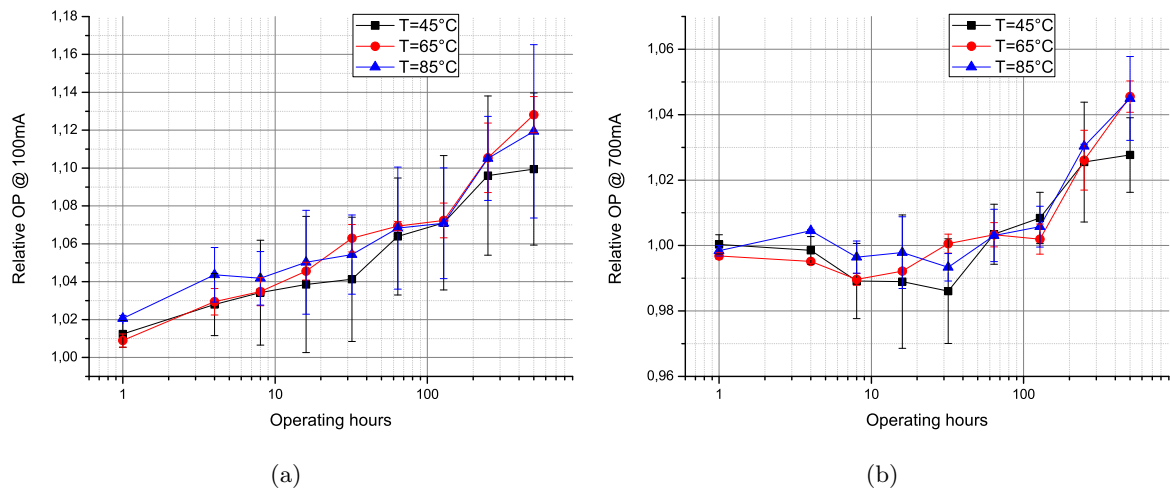 1,18
1,16
1,14
1,12
1,10
1,08
1,06
1,04
1,02
1,00
Relative OP @ 100mA
T=45°C
T=65°C
T=85°C
1
10
100
Operating hours
(a)
1,06
1,04
1,02
1,00
0,98
0,96
Relative OP @ 700mA
T=45°C
T=65°C
T=85°C
1
10
100
Operating hours
(b)